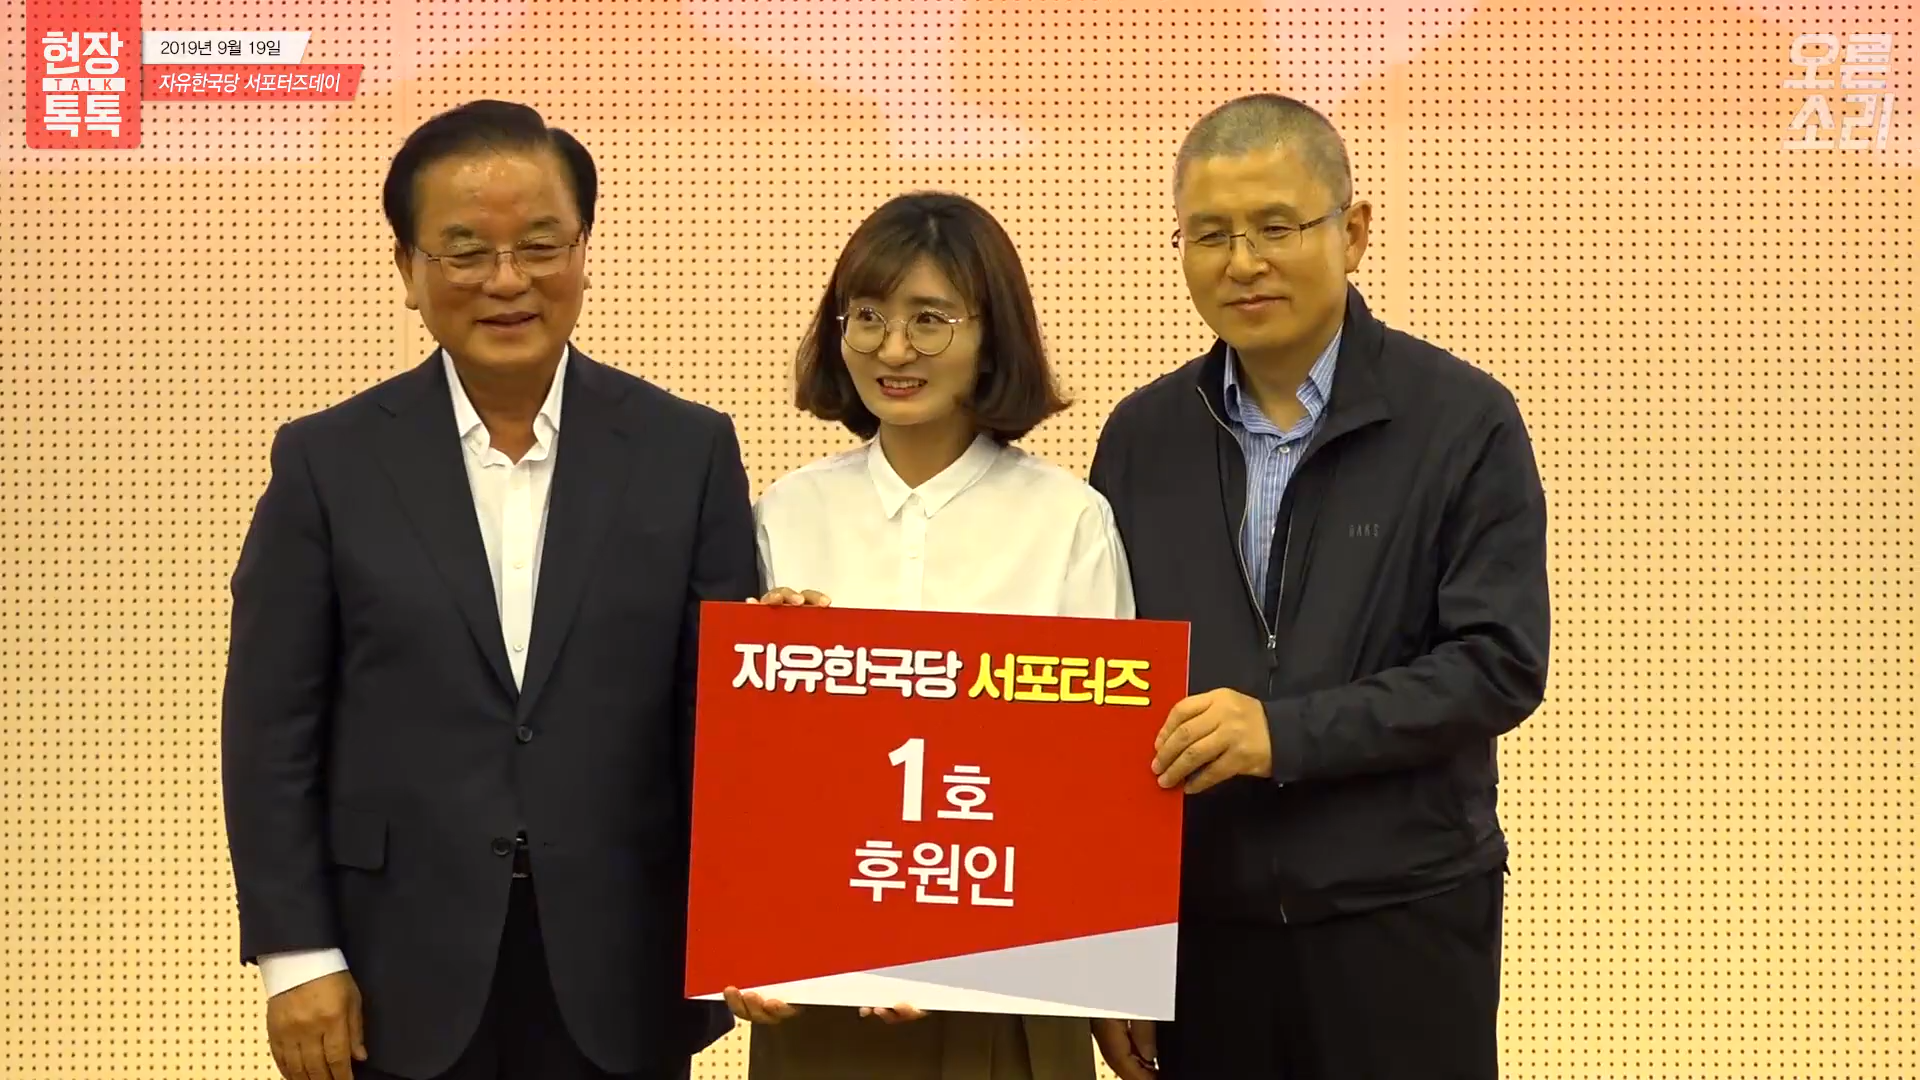 현장
TALK
톡톡
2019년 9월 19일
자유한국당 서포터즈데이
오른
소리
DAKS
자유한국당 서포터즈
1호
후원인